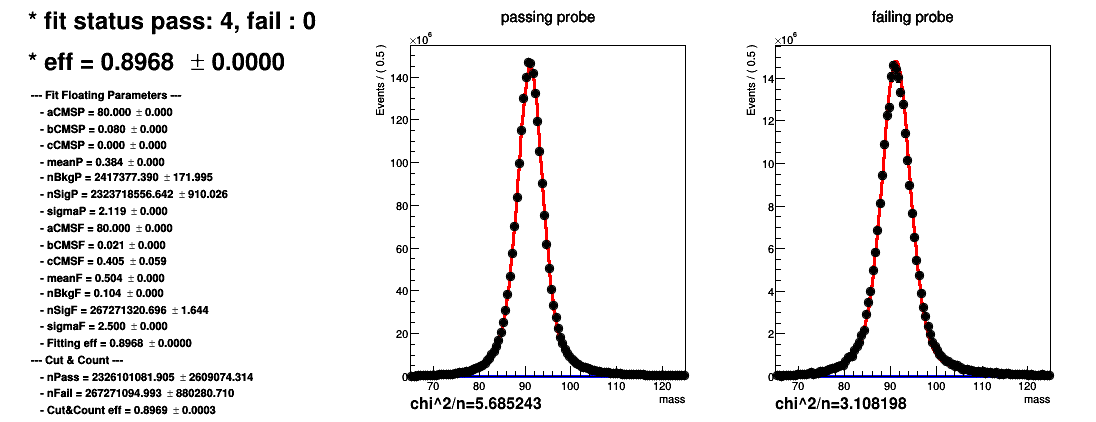 * fit status pass: 4, fail : 0
* eff = 0.8968 ± 0.0000
--- Fit Floating Parameters ---
- aCMSP = 80.000 ± 0.000
- bCMSP = 0.080 ± 0.000
- cCMSP = 0.000 ± 0.000
- meanP = 0.384 ± 0.000
- nBkgP = 2417377.390 ± 171.995
- nSigP = 2323718556.642 ± 910.026
- sigmaP = 2.119 ± 0.000
- aCMSF = 80.000 ± 0.000
- bCMSF = 0.021 ± 0.000
- cCMSF = 0.405 ± 0.059
- meanF = 0.504 ± 0.000
- nBkgF = 0.104 ± 0.000
- nSigF = 267271320.696 ± 1.644
- sigmaF = 2.500 ± 0.000
- Fitting eff = 0.8968 ± 0.0000
--- Cut & Count ---
- nPass = 2326101081.905 ± 2609074.314
- nFail = 267271094.993 ± 880280.710
- Cut&Count eff = 0.8969 ± 0.0003
passing probe
×10^6
Events / ( 0.5 )
140
120
100
80
60
40
20
0
70 80 90 100 110 120
mass
chi^2/n=5.685243
failing probe
×10^6
Events / ( 0.5 )
14
12
10
8
6
4
2
0
70 80 90 100 110 120
mass
chi^2/n=3.108198